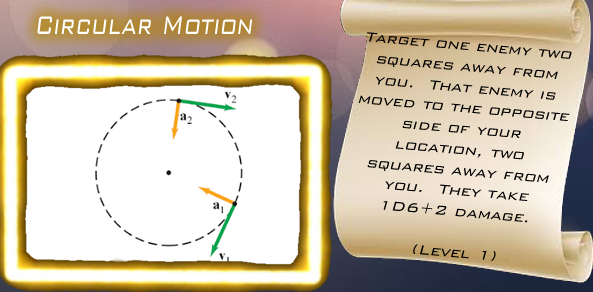 Circular Motion
v2
a2
a1
v1
Target one enemy two
squares away from
you. That enemy is
moved to the opposite
side of your
location, two
squares away from
you. They take
1d6+2 damage.
(Level 1)